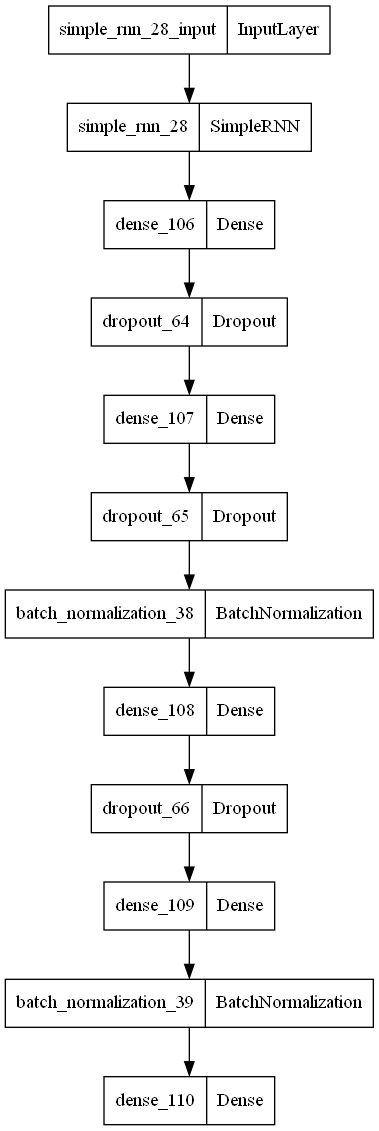 simple_rnn_28_input InputLayer
simple_rnn_28 SimpleRNN
dense_106 Dense
dropout_64 Dropout
dense_107 Dense
dropout_65 Dropout
batch_normalization_38 BatchNormalization
dense_108 Dense
dropout_66 Dropout
dense_109 Dense
batch_normalization_39 BatchNormalization
dense_110 Dense